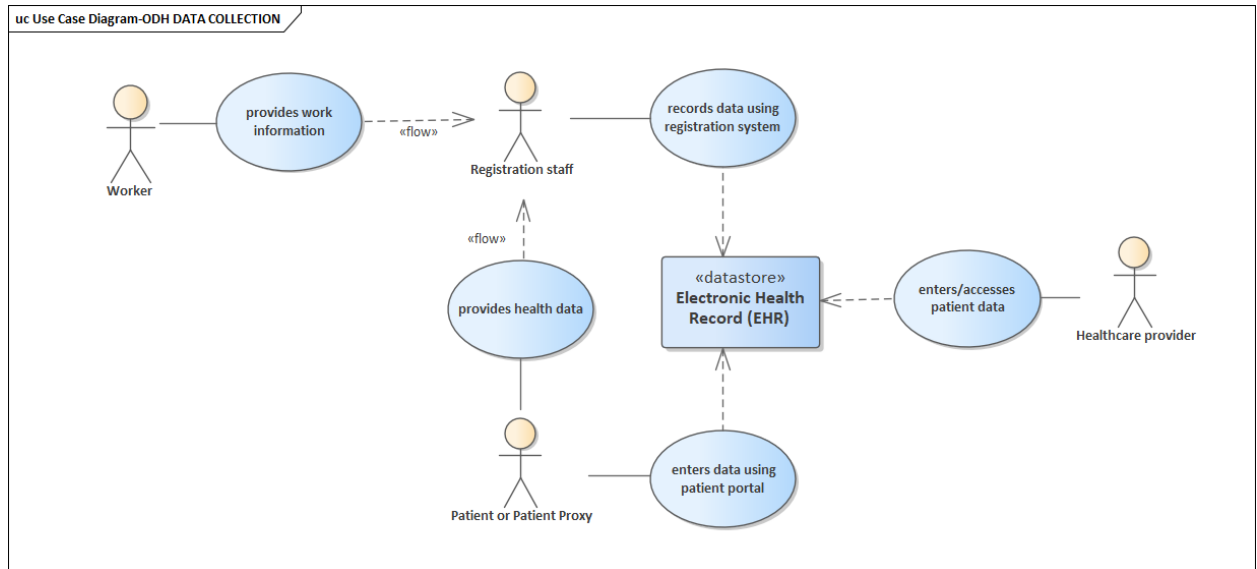 uc Use Case Diagram-ODH DATA COLLECTION
provides work
information
«flow»
Worker
Registration staff
records data using
registration system
«flow»
provides health data
«datastore»
Electronic Health
Record (EHR)
enters/accesses
patient data
Healthcare provider
Patient or Patient Proxy
enters data using
patient portal